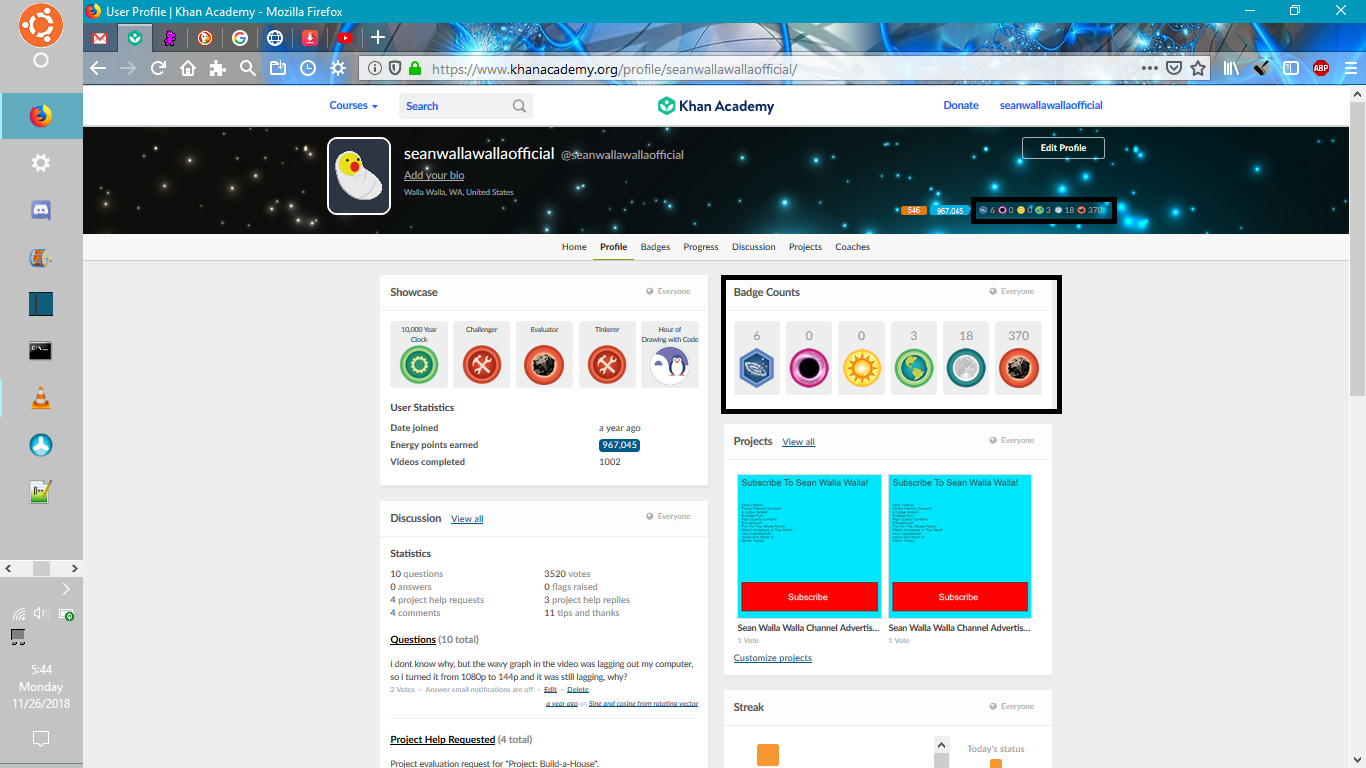 User Profile | Khan Academy - Mozilla Firefox
https://www.khanacademy.org/profile/seanwallawallaofficial/
ABP
Courses
Search
Khan Academy
Donate
seanwallawallaofficial
seanwallawallaofficial @seanwallawallaofficial
Edit Profile
Add your bio
Walla Walla, WA, United States
546 967,045 6 0 0 3 18 370
Home Profile Badges Progress Discussion Projects Coaches
Showcase Everyone
10,000 Year Clock
Challenger
Evaluator
Tinkerer
Hour of Drawing with Code
User Statistics
Date joined a year ago
Energy points earned 967,045
Videos completed 1002
Badge Counts Everyone
6 0 0 3 18 370
Projects View all Everyone
Subscribe To Sean Walla Walla!
Subscribe
Sean Walla Walla Channel Advertis...
1 Vote
Subscribe To Sean Walla Walla!
Subscribe
Sean Walla Walla Channel Advertis...
1 Vote
Customize projects
Discussion View all Everyone
Statistics
10 questions 3520 votes
0 answers 0 flags raised
4 project help requests 3 project help replies
4 comments 11 tips and thanks
Questions (10 total)
i dont know why, but the wavy graph in the video was lagging out my computer,
so i turned it from 1080p to 144p and it was still lagging, why?
2 Votes • Answer email notifications are off • Edit • Delete
a year ago on Sine and cosine from rotating vector
Project Help Requested (4 total)
Project evaluation request for "Project: Build-a-House".
Streak Everyone
Today's status
5:44
Monday
11/26/2018